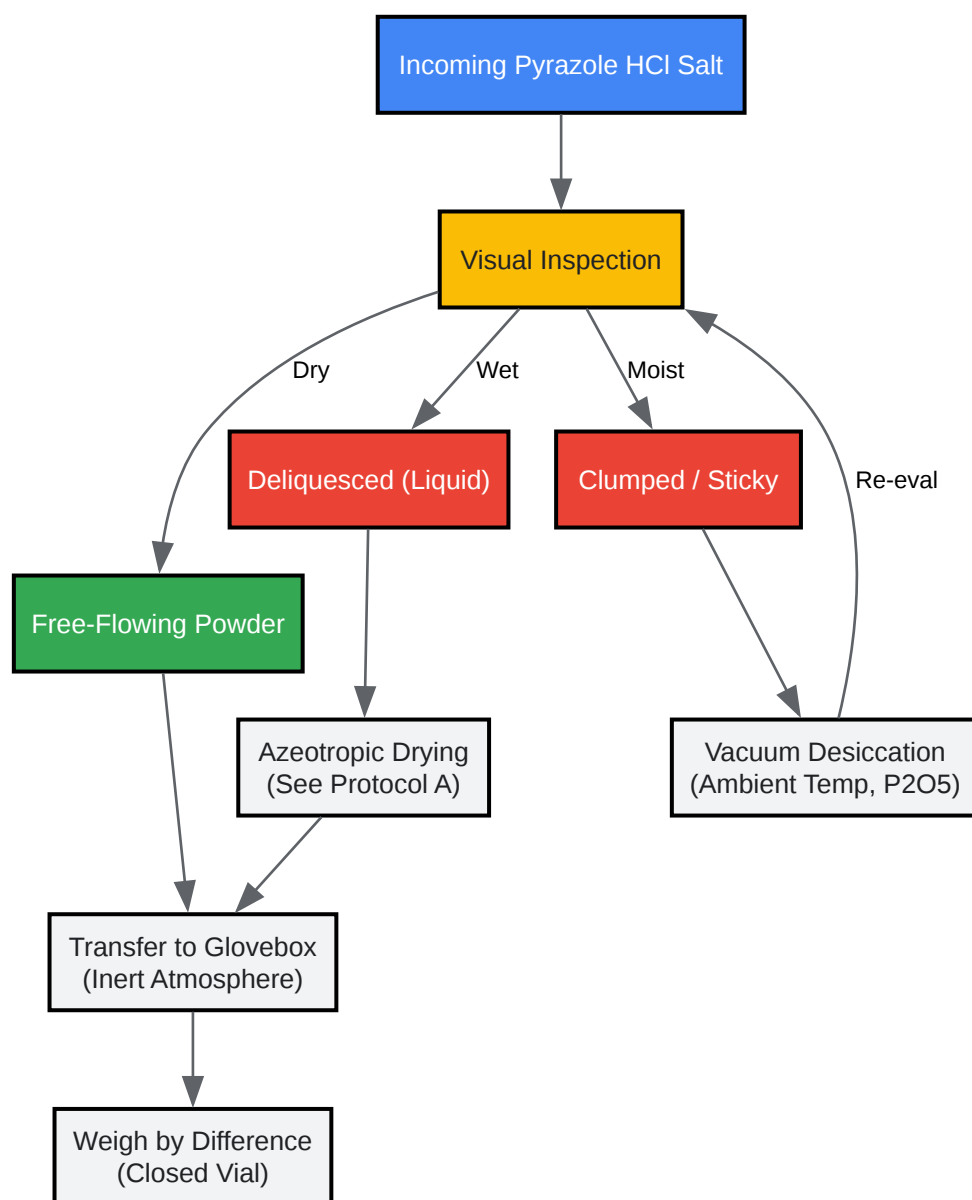 Incoming Pyrazole HCl Salt
Visual Inspection
Dry
Wet
Moist
Deliquesced (Liquid)
Clumped / Sticky
Re-eval
Free-Flowing Powder
Azeotropic Drying
(See Protocol A)
Vacuum Desiccation
(Ambient Temp, P2O5)
Transfer to Glovebox
(Inert Atmosphere)
Weigh by Difference
(Closed Vial)